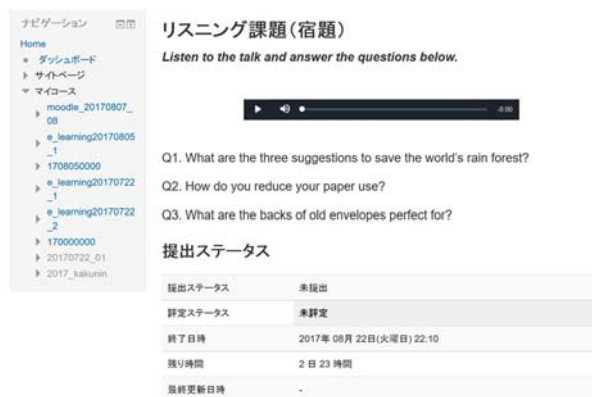 ナビゲーション
Home
ダッシュボード
サイトページ
マイコース
moodle_20170807_
08
e_learning20170805
_1
1708050000
e_learning20170722
_1
e_learning20170722
_2
170000000
20170722_01
2017_kakunin
リスニング課題(宿題)
Listen to the talk and answer the questions below.
-0:00
Q1. What are the three suggestions to save the world's rain forest?
Q2. How do you reduce your paper use?
Q3. What are the backs of old envelopes perfect for?
提出ステータス
提出ステータス 未提出
評定ステータス 未評定
終了日時 2017年 08月 22日(火曜日) 22:10
残り時間 2 日 23 時間
最終更新日時 -